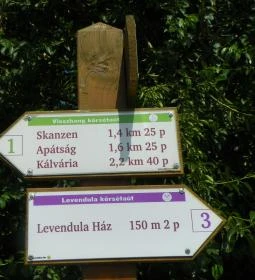 Visszhang körsétaút
1
Skanzen 1,4 km 25 p
Apátság 1,6 km 25 p
Kálvária 2,2 km 40 p
Levendula körsétaút
Levendula Ház 150 m 2 p
3